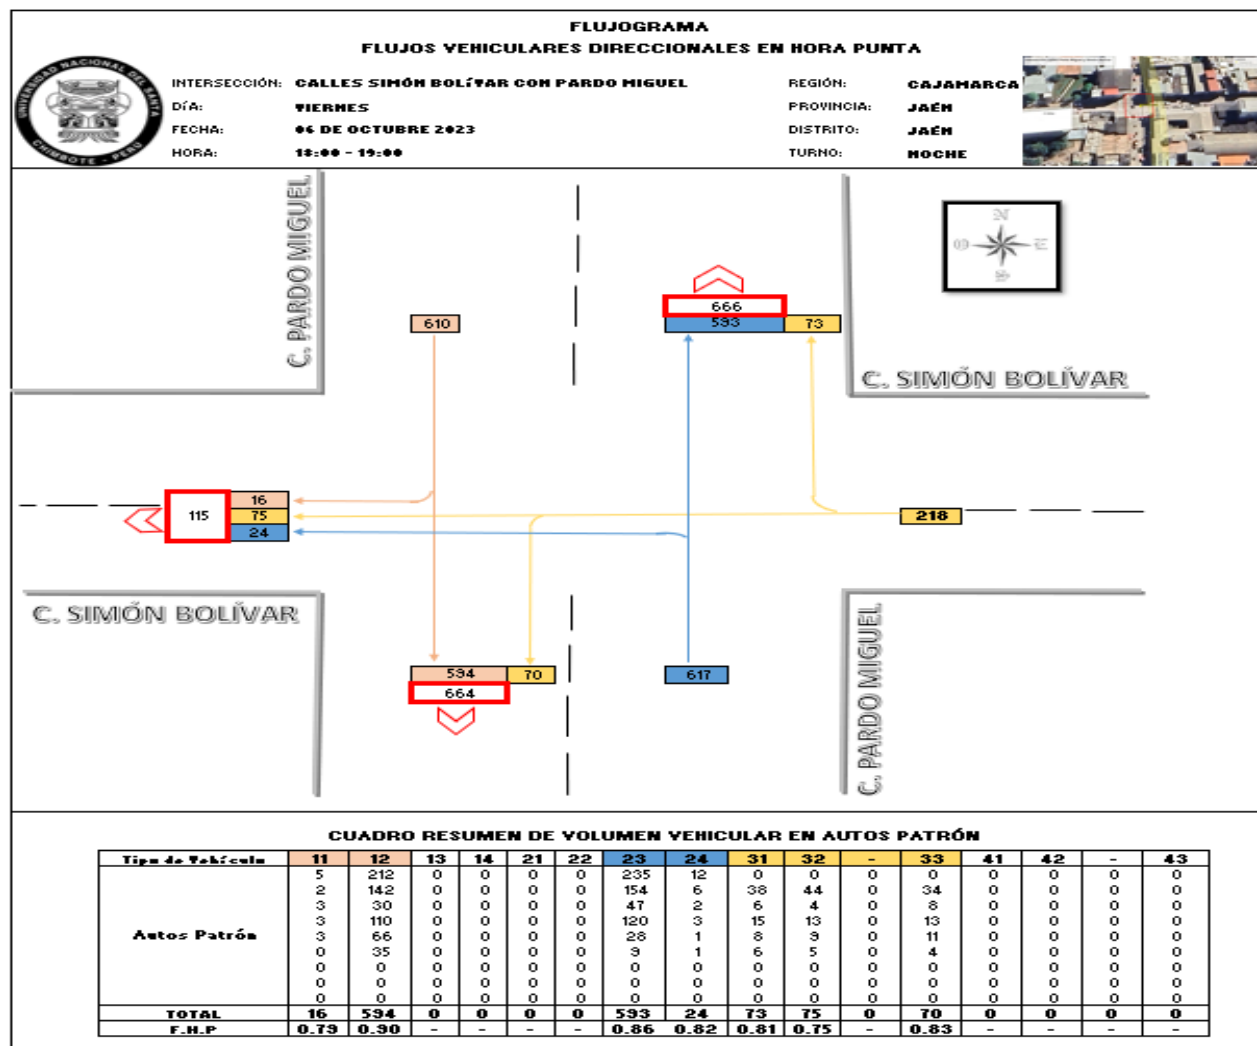 FLUJOGRAMA
FLUJOS VEHICULARES DIRECCIONALES EN HORA PUNTA
UNIVERSIDAD NACIONAL DEL SANTA
CHIMBOTE - PERU
INTERSECCIÓN: CALLES SIMÓN BOLÍVAR CON PARDO MIGUEL REGIÓN: CAJAMARCA
DÍA: VIERNES PROVINCIA: JAÉN
FECHA: 06 DE OCTUBRE 2023 DISTRITO: JAÉN
HORA: 18:00 - 19:00 TURNO: NOCHE
C. PARDO MIGUEL
N
O E
S
666
610 593 73
C. SIMÓN BOLÍVAR
16
115 75 218
24
C. SIMÓN BOLÍVAR
594 70 617
664
C. PARDO MIGUEL
CUADRO RESUMEN DE VOLUMEN VEHICULAR EN AUTOS PATRÓN
Tipo de Vehículo 11 12 13 14 21 22 23 24 31 32 - 33 41 42 - 43
Autos Patrón
5 212 0 0 0 0 235 12 0 0 0 0 0 0 0 0
2 142 0 0 0 0 154 6 38 44 0 34 0 0 0 0
3 30 0 0 0 0 47 2 6 4 0 8 0 0 0 0
3 110 0 0 0 0 120 3 15 13 0 13 0 0 0 0
3 66 0 0 0 0 28 1 8 9 0 11 0 0 0 0
0 35 0 0 0 0 9 1 6 5 0 4 0 0 0 0
0 0 0 0 0 0 0 0 0 0 0 0 0 0 0 0
0 0 0 0 0 0 0 0 0 0 0 0 0 0 0 0
0 0 0 0 0 0 0 0 0 0 0 0 0 0 0 0
TOTAL 16 594 0 0 0 0 593 24 73 75 0 70 0 0 0 0
F.H.P 0.79 0.90 - - - - 0.86 0.82 0.81 0.75 - 0.83 - - - -